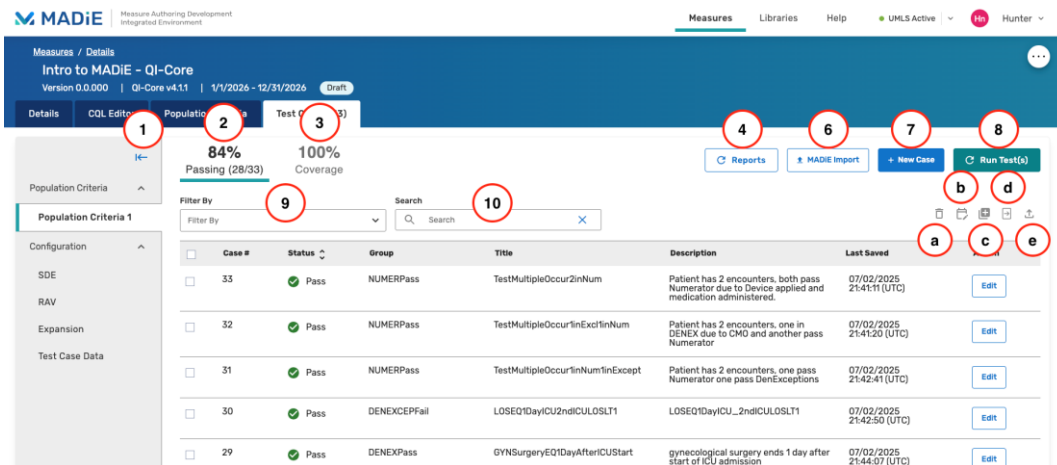 MADiE Measure Authoring Development
Integrated Environment
Measures Libraries Help UMLS Active Hn Hunter
Measures / Details
Intro to MADiE - QI-Core
Version 0.0.000 | QI-Core v4.1.1 | 1/1/2026 - 12/31/2026 Draft
Details CQL Populatio Test 3)
1 2 3 4 6 7 8
84% 100%
Passing (28/33) Coverage
Reports MADiE Import + New Case Run Test(s)
Population Criteria
Population Criteria 1
Configuration
SDE
RAV
Expansion
Test Case Data
Filter By 9 Search 10
Filter By Search
b d
a c e
Case # Status Group Title Description Last Saved
33 Pass NUMERPass TestMultipleOccur2inNum Patient has 2 encounters, both pass 07/02/2025 Edit
Numerator due to Device applied and 21:41:11 (UTC)
medication administered.
32 Pass NUMERPass TestMultipleOccur1inExcl1inNum Patient has 2 encounters, one in 07/02/2025 Edit
DENEX due to CMO and another pass 21:41:20 (UTC)
Numerator
31 Pass NUMERPass TestMultipleOccur1inNum1inExcept Patient has 2 encounters, one pass 07/02/2025 Edit
Numerator one pass DenExceptions 21:42:41 (UTC)
30 Pass DENEXCEPFail LOSEQ1DayICU2ndICULOSLT1 LOSEQ1DayICU_2ndICULOSLT1 07/02/2025 Edit
21:42:50 (UTC)
29 Pass DENEXPass GYNSurgeryEQ1DayAfterICUStart gynecological surgery ends 1 day after 07/02/2025 Edit
start of ICU admission 21:44:07 (UTC)